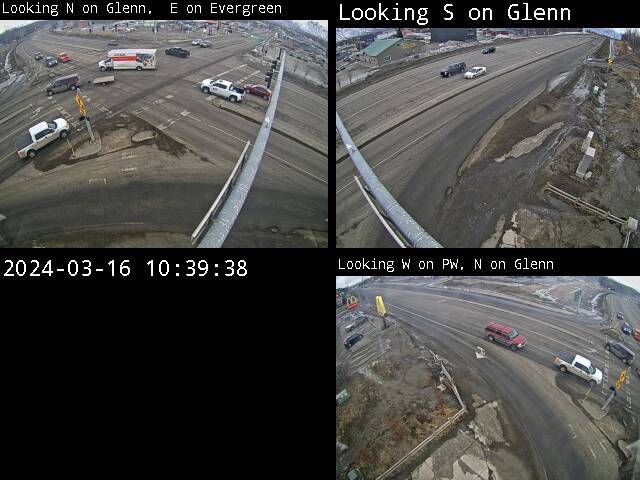 Looking N on Glenn,  E on Evergreen
Looking S on Glenn
2024-03-16 10:39:38
Looking W on PW, N on Glenn